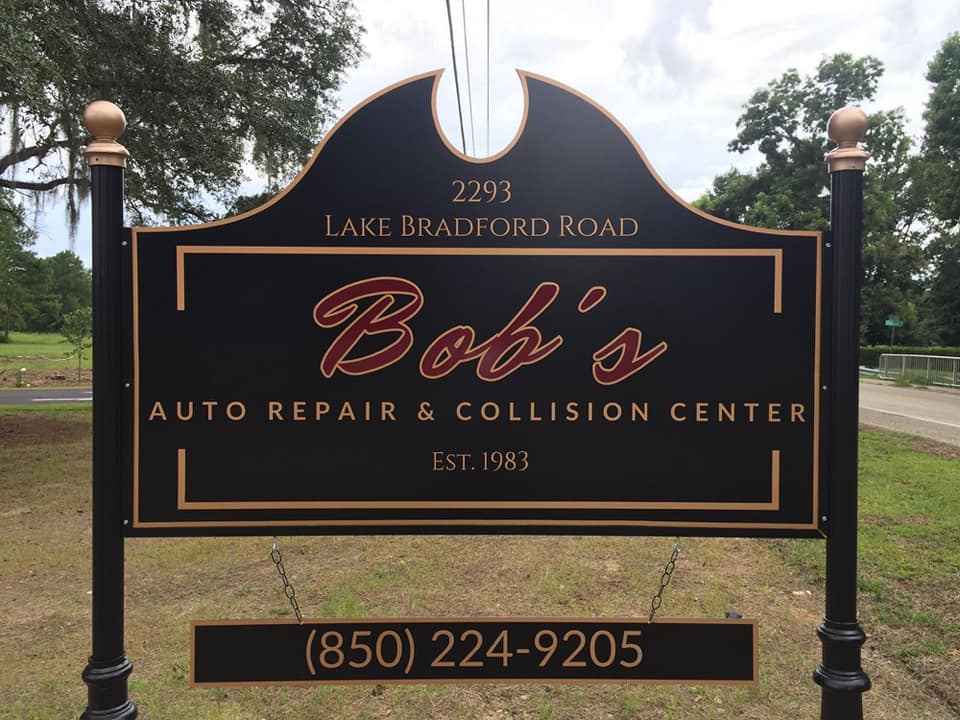 2293
LAKE BRADFORD ROAD
Bob's
AUTO REPAIR & COLLISION CENTER
EST. 1983
(850) 224-9205